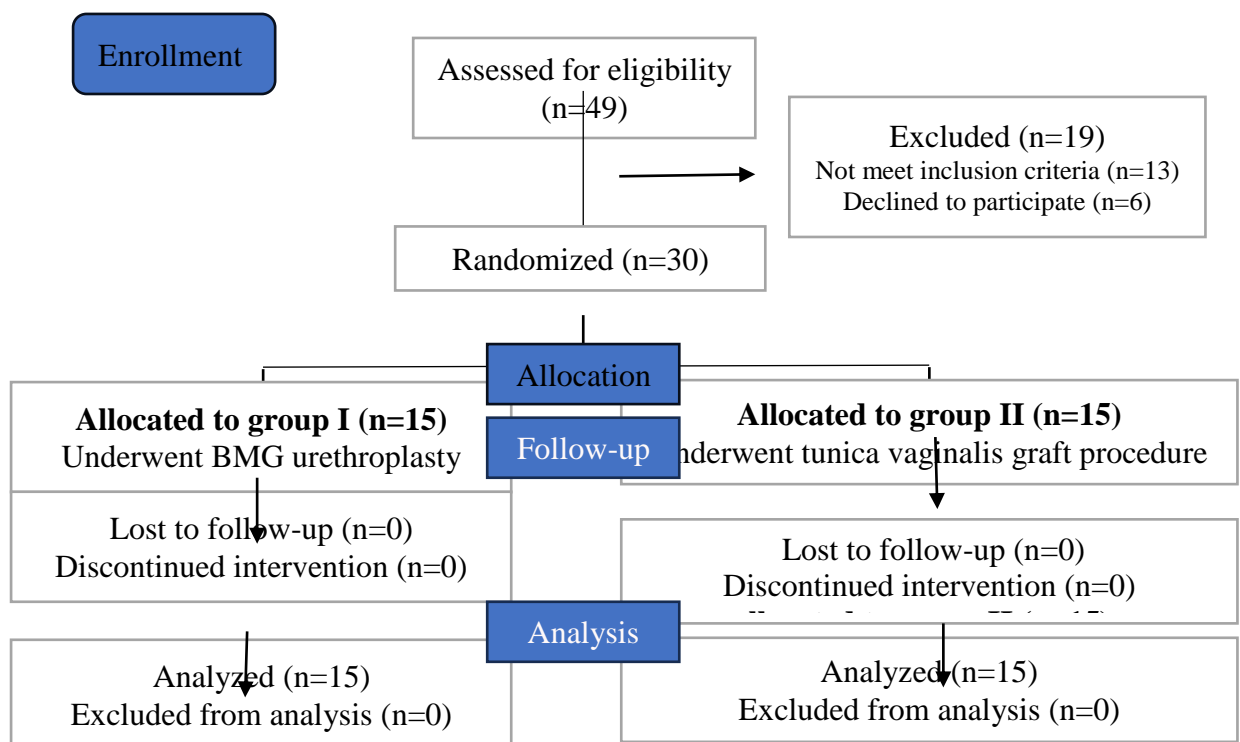 Enrollment
Assessed for eligibility
(n=49)
Excluded (n=19)
Not meet inclusion criteria (n=13)
Declined to participate (n=6)
Randomized (n=30)
Allocation
Allocated to group I (n=15)
Underwent BMG urethroplasty
Allocated to group II (n=15)
nderwent tunica vaginalis graft procedure
Follow-up
Lost to follow-up (n=0)
Discontinued intervention (n=0)
Lost to follow-up (n=0)
Discontinued intervention (n=0)
Analysis
Analyzed (n=15)
Excluded from analysis (n=0)
Analyzed (n=15)
Excluded from analysis (n=0)